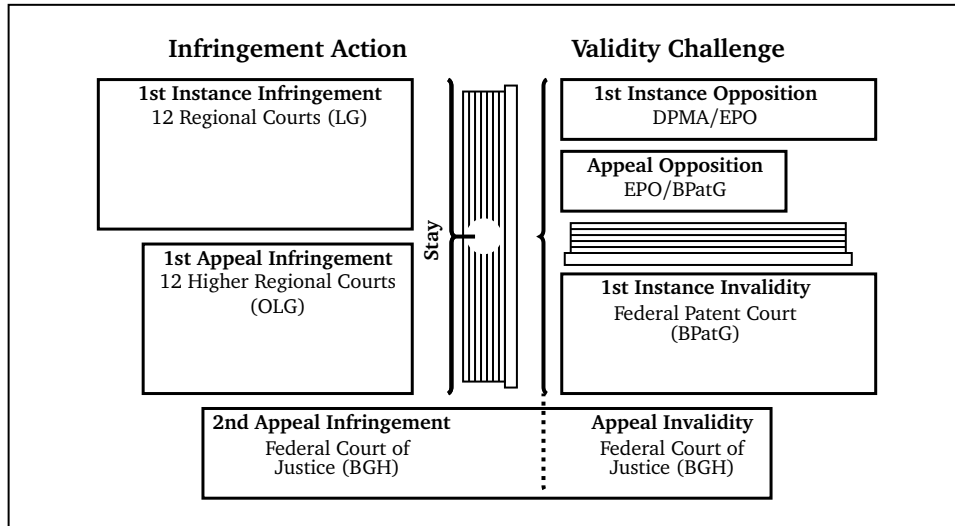 Infringement Action
Validity Challenge
1st Instance Infringement
12 Regional Courts (LG)
1st Appeal Infringement
12 Higher Regional Courts
(OLG)
Stay
1st Instance Opposition
DPMA/EPO
Appeal Opposition
EPO/BPatG
1st Instance Invalidity
Federal Patent Court
(BPatG)
2nd Appeal Infringement
Federal Court of
Justice (BGH)
Appeal Invalidity
Federal Court of
Justice (BGH)